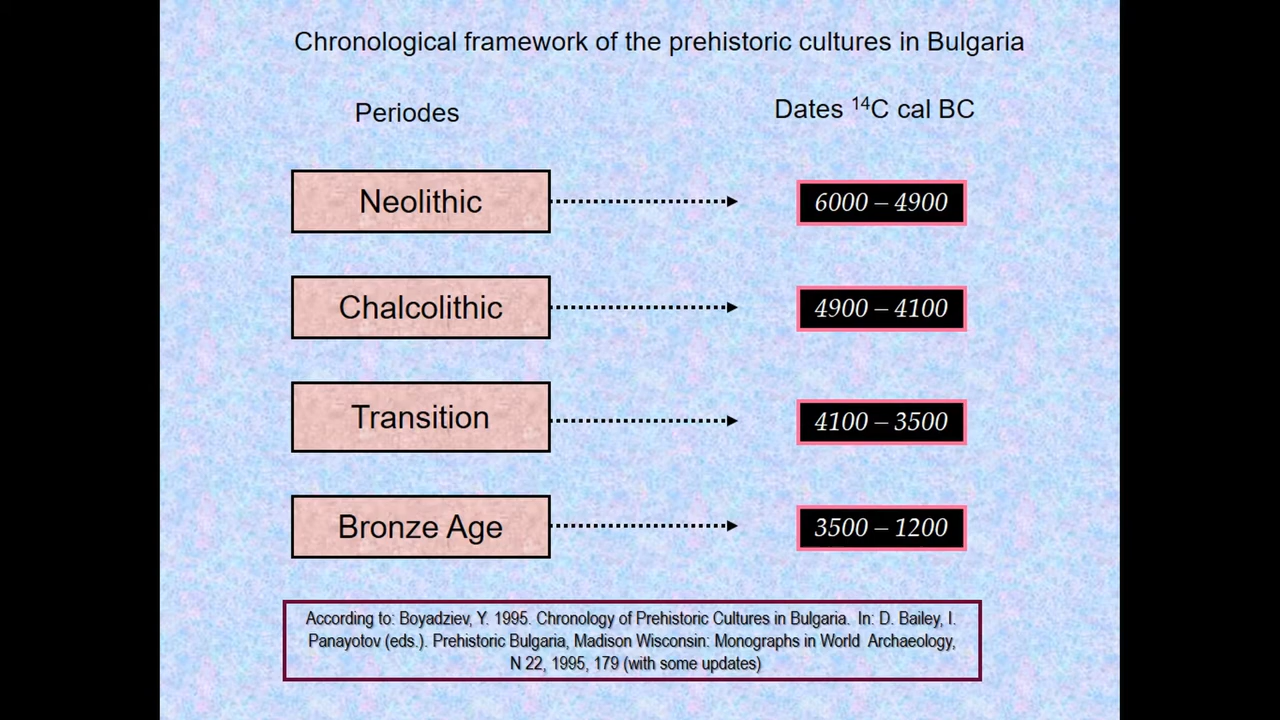 Chronological framework of the prehistoric cultures in Bulgaria
Periodes
Dates ¹⁴C cal BC
Neolithic
6000 – 4900
Chalcolithic
4900 – 4100
Transition
4100 – 3500
Bronze Age
3500 – 1200
According to: Boyadziev, Y. 1995. Chronology of Prehistoric Cultures in Bulgaria. In: D. Bailey, I.
Panayotov (eds.). Prehistoric Bulgaria, Madison Wisconsin: Monographs in World Archaeology,
N 22, 1995, 179 (with some updates)